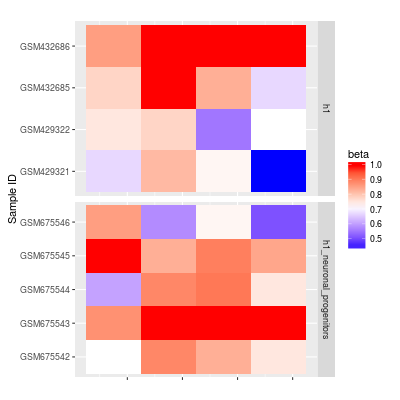 Sample ID
GSM432686
GSM432685
GSM429322
GSM429321
h1
GSM675546
GSM675545
GSM675544
GSM675543
GSM675542
h1_neuronal_progenitors
beta
1.0
0.9
0.8
0.7
0.6
0.5